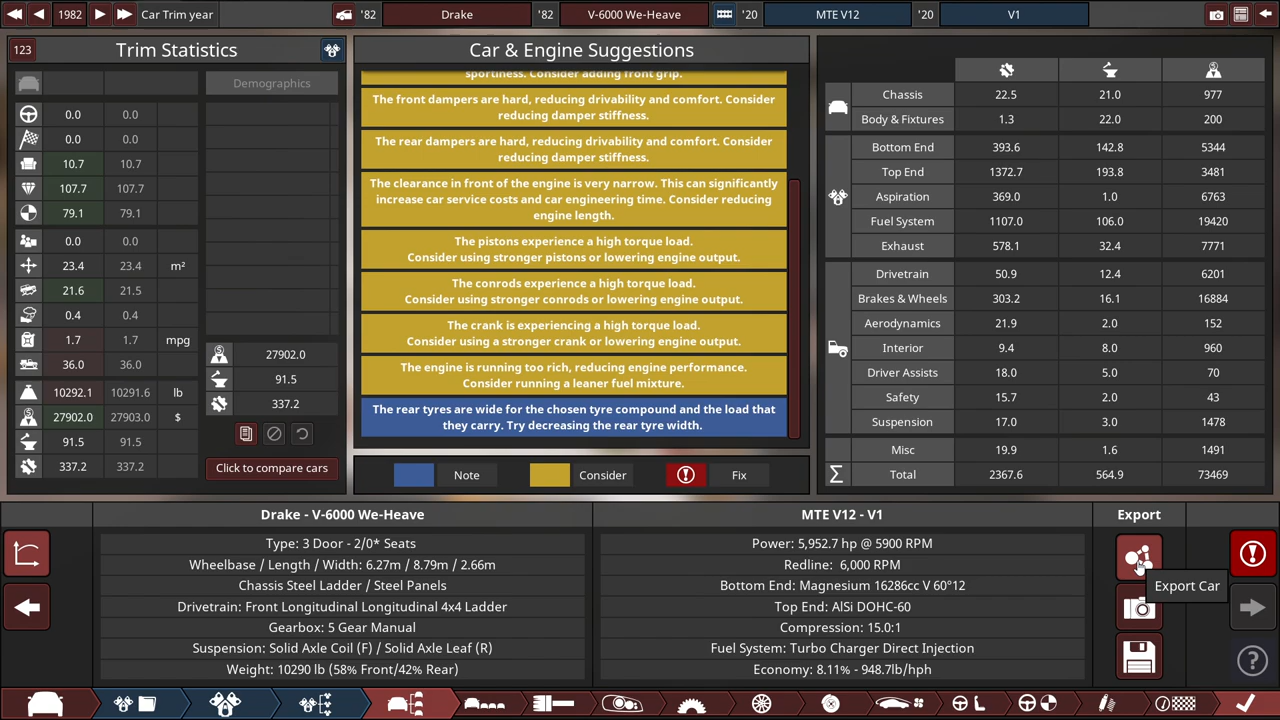 1982
Car Trim year
'82
Drake
'82
V-6000 We-Heave
'20
MTE V12
'20
V1
123
Trim Statistics
Demographics
0.0 0.0
0.0 0.0
10.7 10.7
107.7 107.7
79.1 79.1
0.0 0.0
23.4 23.4 m²
21.6 21.5
0.4 0.4
1.7 1.7 mpg
36.0 36.0
10292.1 10291.6 lb
27902.0 27903.0 $
91.5 91.5
337.2 337.2
27902.0
91.5
337.2
Click to compare cars
Car & Engine Suggestions
sportiness. Consider adding front grip.
The front dampers are hard, reducing drivability and comfort. Consider
reducing damper stiffness.
The rear dampers are hard, reducing drivability and comfort. Consider
reducing damper stiffness.
The clearance in front of the engine is very narrow. This can significantly
increase car service costs and car engineering time. Consider reducing
engine length.
The pistons experience a high torque load.
Consider using stronger pistons or lowering engine output.
The conrods experience a high torque load.
Consider using stronger conrods or lowering engine output.
The crank is experiencing a high torque load.
Consider using a stronger crank or lowering engine output.
The engine is running too rich, reducing engine performance.
Consider running a leaner fuel mixture.
The rear tyres are wide for the chosen tyre compound and the load that
they carry. Try decreasing the rear tyre width.
Note
Consider
Fix
Chassis 22.5 21.0 977
Body & Fixtures 1.3 22.0 200
Bottom End 393.6 142.8 5344
Top End 1372.7 193.8 3481
Aspiration 369.0 1.0 6763
Fuel System 1107.0 106.0 19420
Exhaust 578.1 32.4 7771
Drivetrain 50.9 12.4 6201
Brakes & Wheels 303.2 16.1 16884
Aerodynamics 21.9 2.0 152
Interior 9.4 8.0 960
Driver Assists 18.0 5.0 70
Safety 15.7 2.0 43
Suspension 17.0 3.0 1478
Misc 19.9 1.6 1491
Σ Total 2367.6 564.9 73469
Drake - V-6000 We-Heave
Type: 3 Door - 2/0* Seats
Wheelbase / Length / Width: 6.27m / 8.79m / 2.66m
Chassis Steel Ladder / Steel Panels
Drivetrain: Front Longitudinal Longitudinal 4x4 Ladder
Gearbox: 5 Gear Manual
Suspension: Solid Axle Coil (F) / Solid Axle Leaf (R)
Weight: 10290 lb (58% Front/42% Rear)
MTE V12 - V1
Power: 5,952.7 hp @ 5900 RPM
Redline: 6,000 RPM
Bottom End: Magnesium 16286cc V 60°12
Top End: AlSi DOHC-60
Compression: 15.0:1
Fuel System: Turbo Charger Direct Injection
Economy: 8.11% - 948.7lb/hph
Export
Export Car
?